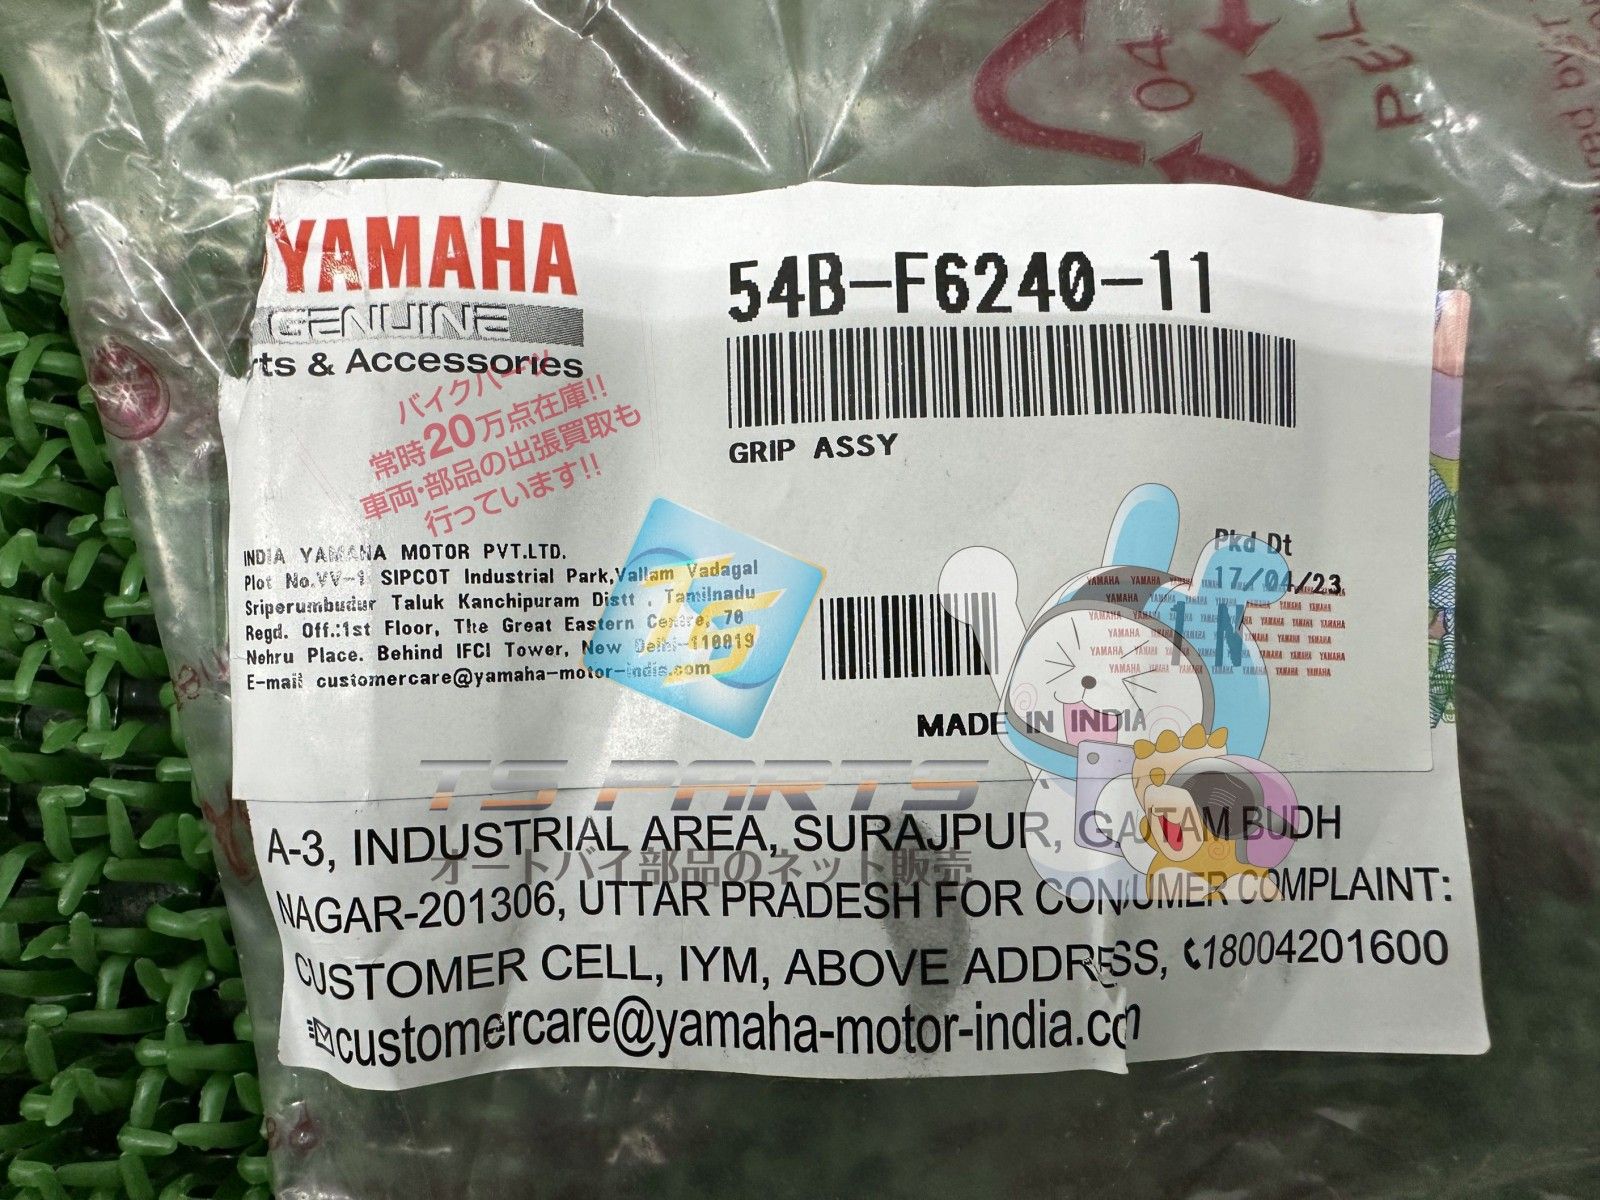 04
PE-L
YAMAHA
GENUINE
rts & Accessories
54B-F6240-11
GRIP ASSY
バイクパーツ
常時20万点在庫!!
車両・部品の出張買取も
行っています!!
INDIA YAMAHA MOTOR PVT.LTD.
Plot No.VV-1 SIPCOT Industrial Park,Vallam Vadagal
Sriperumbudur Taluk Kanchipuram Distt . Tamilnadu
Regd. Off.:1st Floor, The Great Eastern Centre, 70
Nehru Place. Behind IFCI Tower, New Delhi-110019
E-mail customercare@yamaha-motor-india.com
TS
Pkd Dt
17/04/23
1 N
MADE IN INDIA
TS PARTS
オートバイ部品のネット販売
A-3, INDUSTRIAL AREA, SURAJPUR, GAUTAM BUDH
NAGAR-201306, UTTAR PRADESH FOR CONUMER COMPLAINT:
CUSTOMER CELL, IYM, ABOVE ADDRESS, 18004201600
customercare@yamaha-motor-india.co